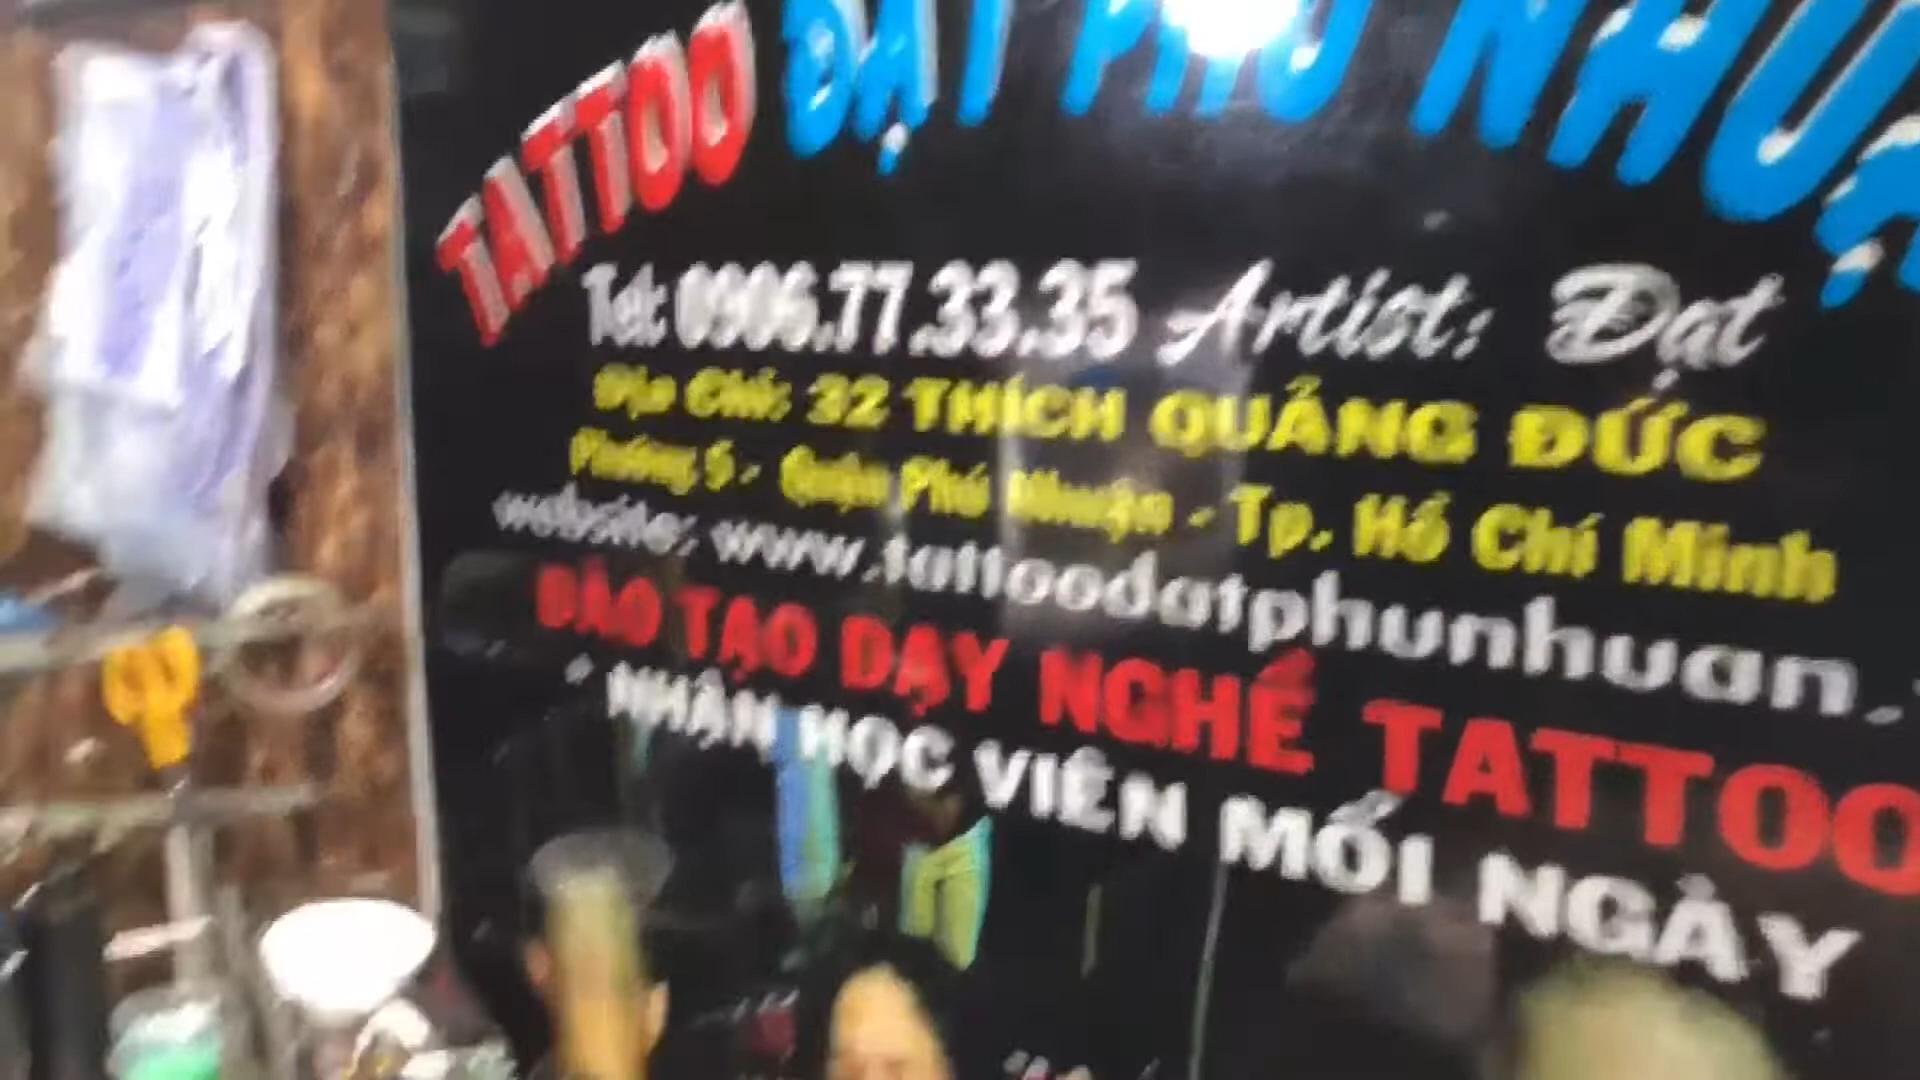 TATTOO ĐẠT PHÚ NHUẬ
Tel: 0906.77.33.35 Artist: Đạt
Địa Chỉ: 32 THÍCH QUẢNG ĐỨC
Phường 5 - Quận Phú Nhuận - Tp. Hồ Chí Minh
website: www.tattoodatphunhuan.
ĐÀO TẠO DẠY NGHỀ TATTOO
- NHẬN HỌC VIÊN MỖI NGÀY